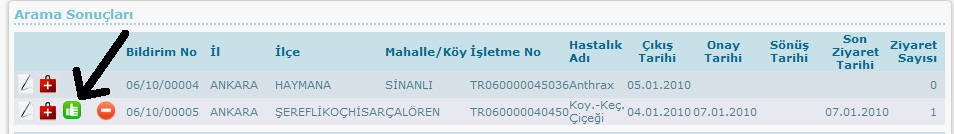 Arama Sonuçları
Bildirim No İl İlçe Mahalle/Köy İşletme No Hastalık Adı Çıkış Tarihi Onay Tarihi Sönüş Tarihi Son Ziyaret Tarihi Ziyaret Sayısı
06/10/00004 ANKARA HAYMANA SİNANLI TR060000045036 Anthrax 05.01.2010 0
06/10/00005 ANKARA ŞEREFLİKOÇHİSAR ÇALÖREN TR060000040450 Koy.-Keç. Çiçeği 04.01.2010 07.01.2010 07.01.2010 1